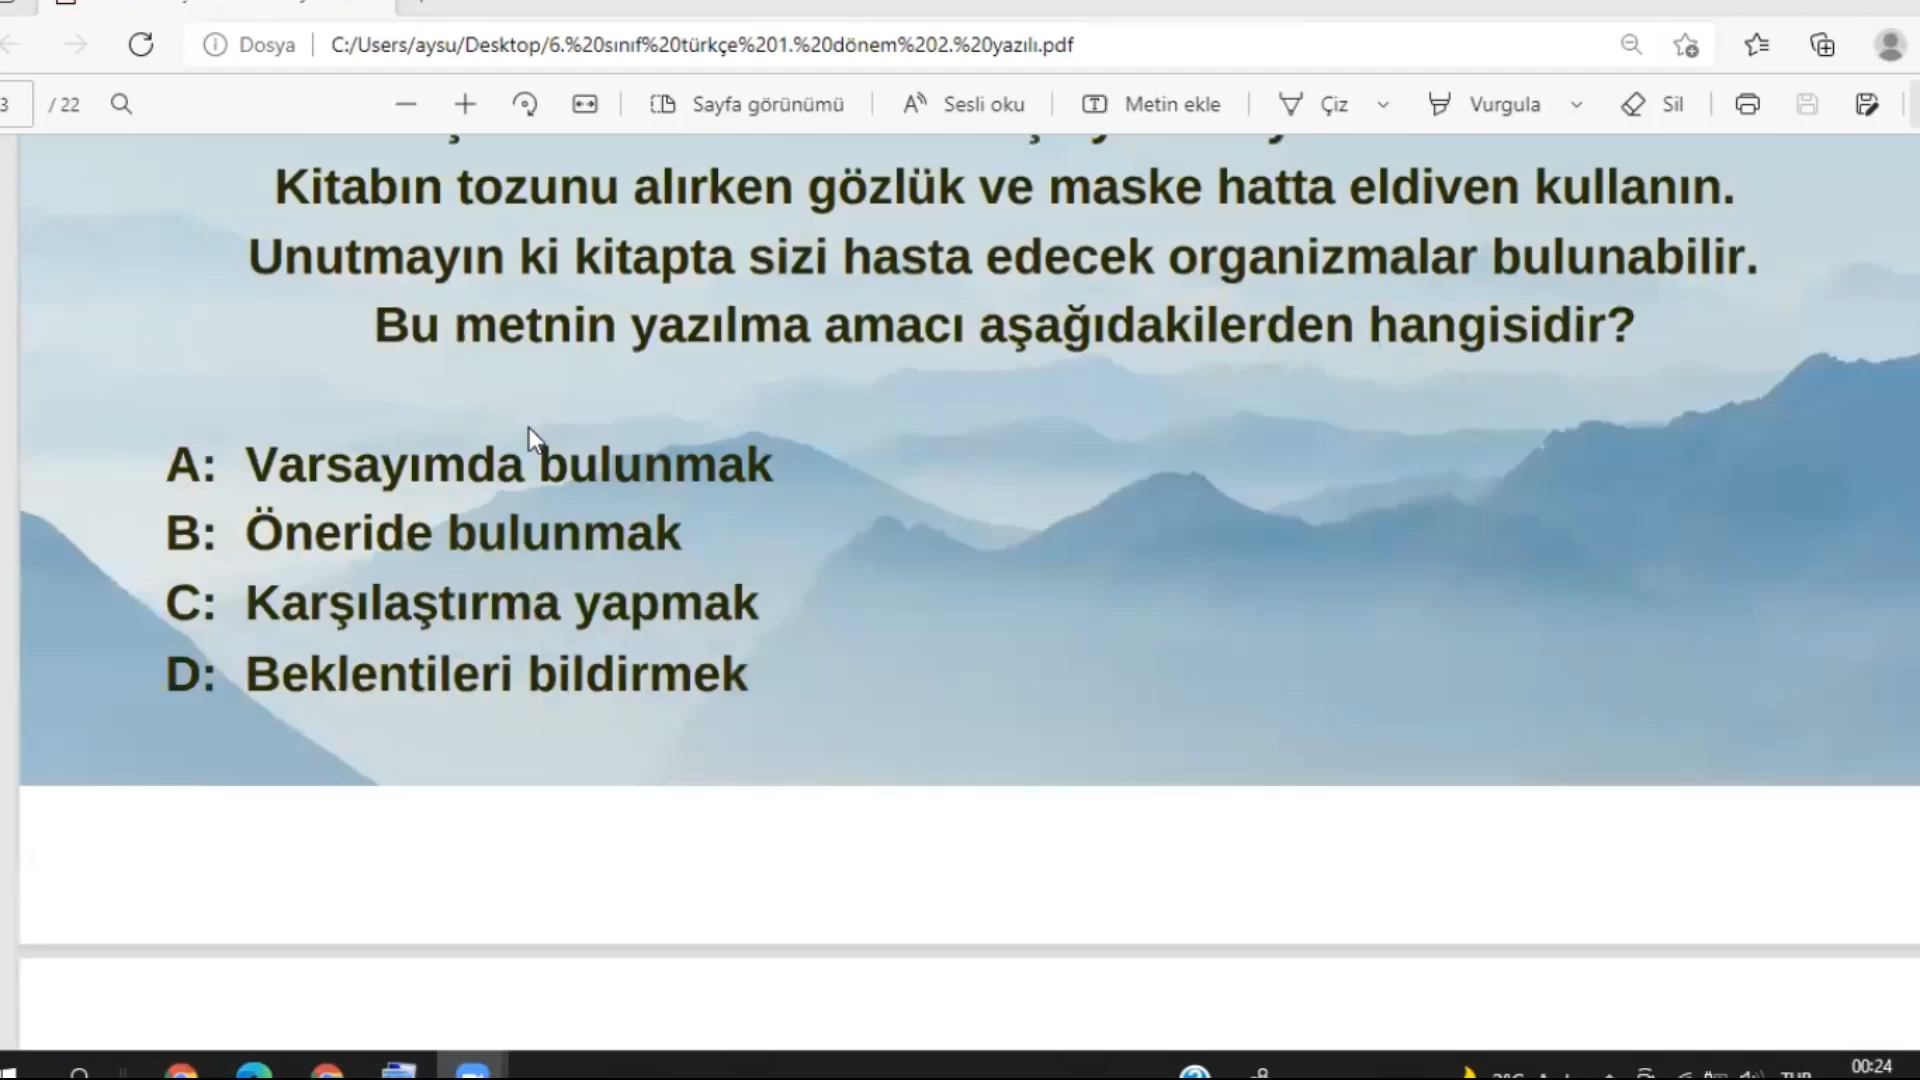 Dosya
C:/Users/aysu/Desktop/6.%20sınıf%20türkçe%201.%20dönem%202.%20yazılı.pdf
3 / 22
Sayfa görünümü
Sesli oku
Metin ekle
Çiz
Vurgula
Sil
Kitabın tozunu alırken gözlük ve maske hatta eldiven kullanın.
Unutmayın ki kitapta sizi hasta edecek organizmalar bulunabilir.
Bu metnin yazılma amacı aşağıdakilerden hangisidir?
A: Varsayımda bulunmak
B: Öneride bulunmak
C: Karşılaştırma yapmak
D: Beklentileri bildirmek
00:24